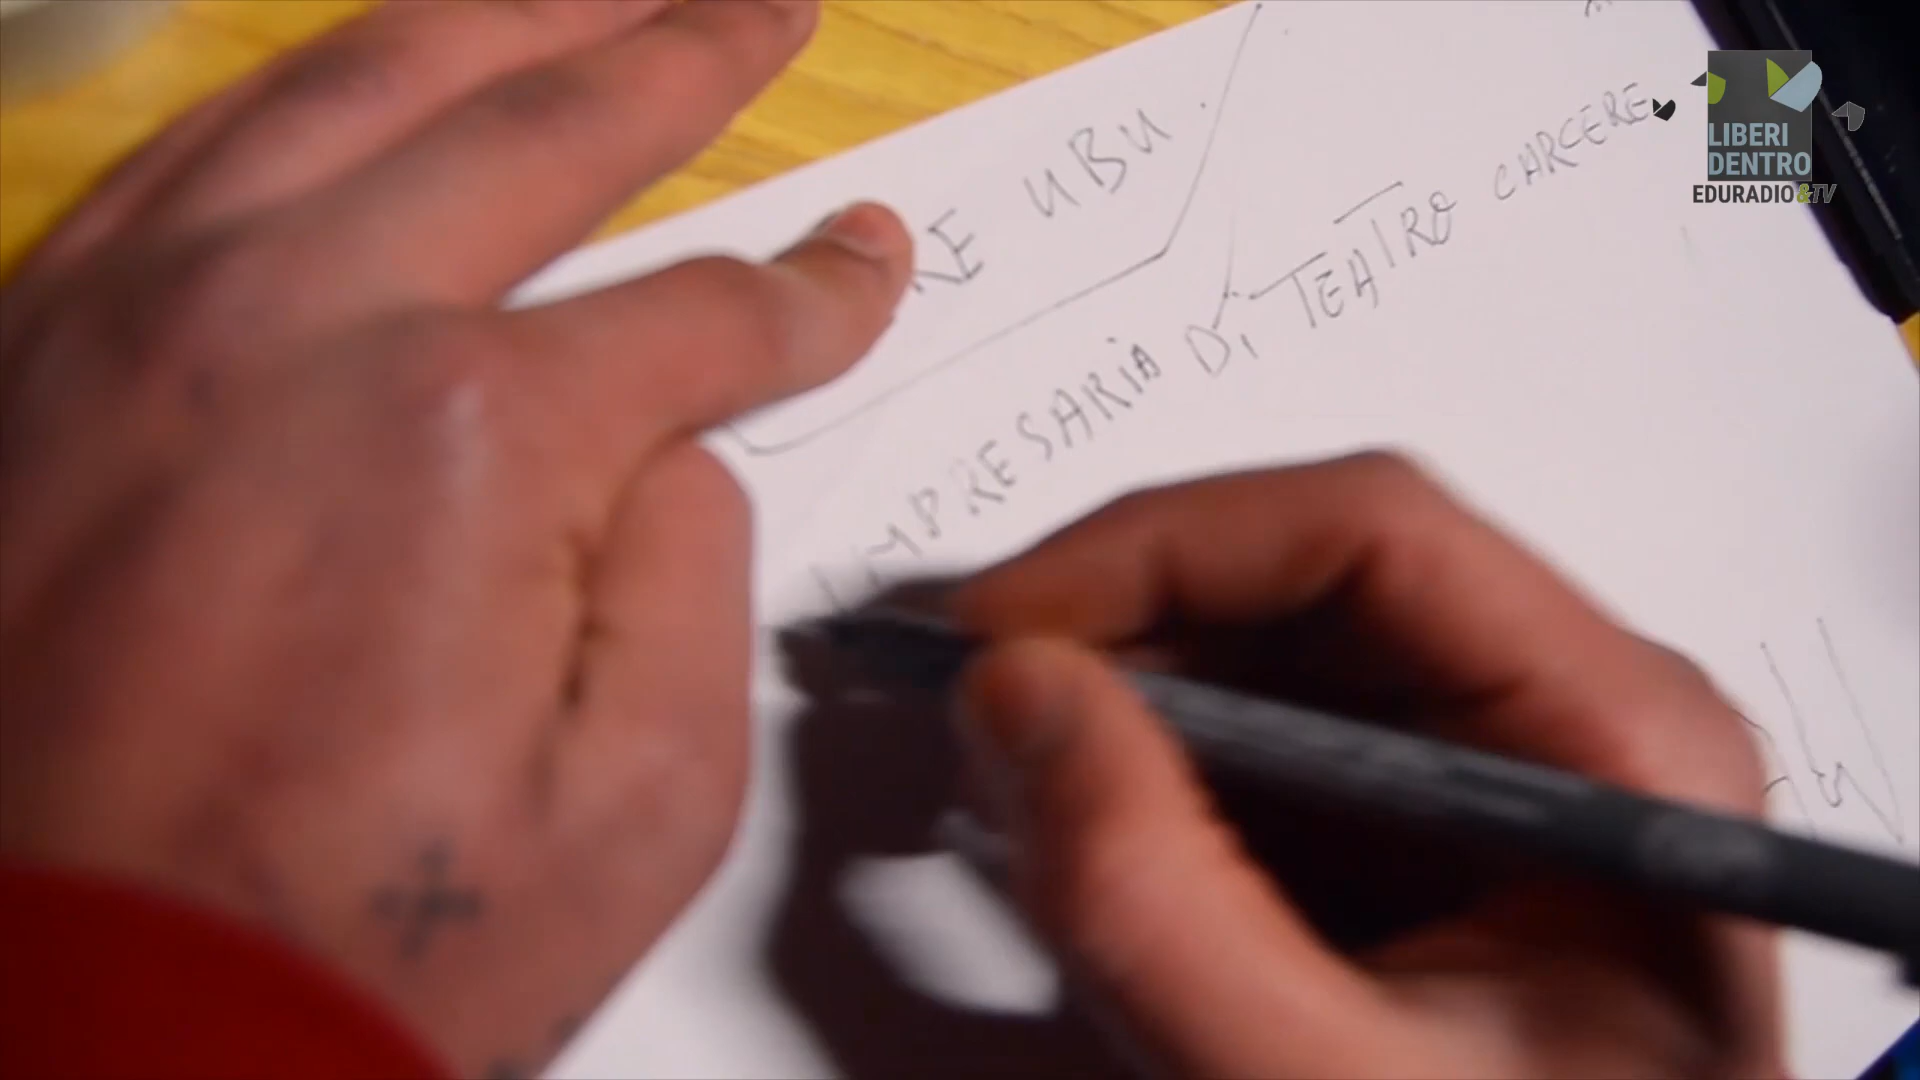 RE UBU
IMPRESARIA Di TEATRO CARCERE
LIBERI
DENTRO
EDURADIO&TV